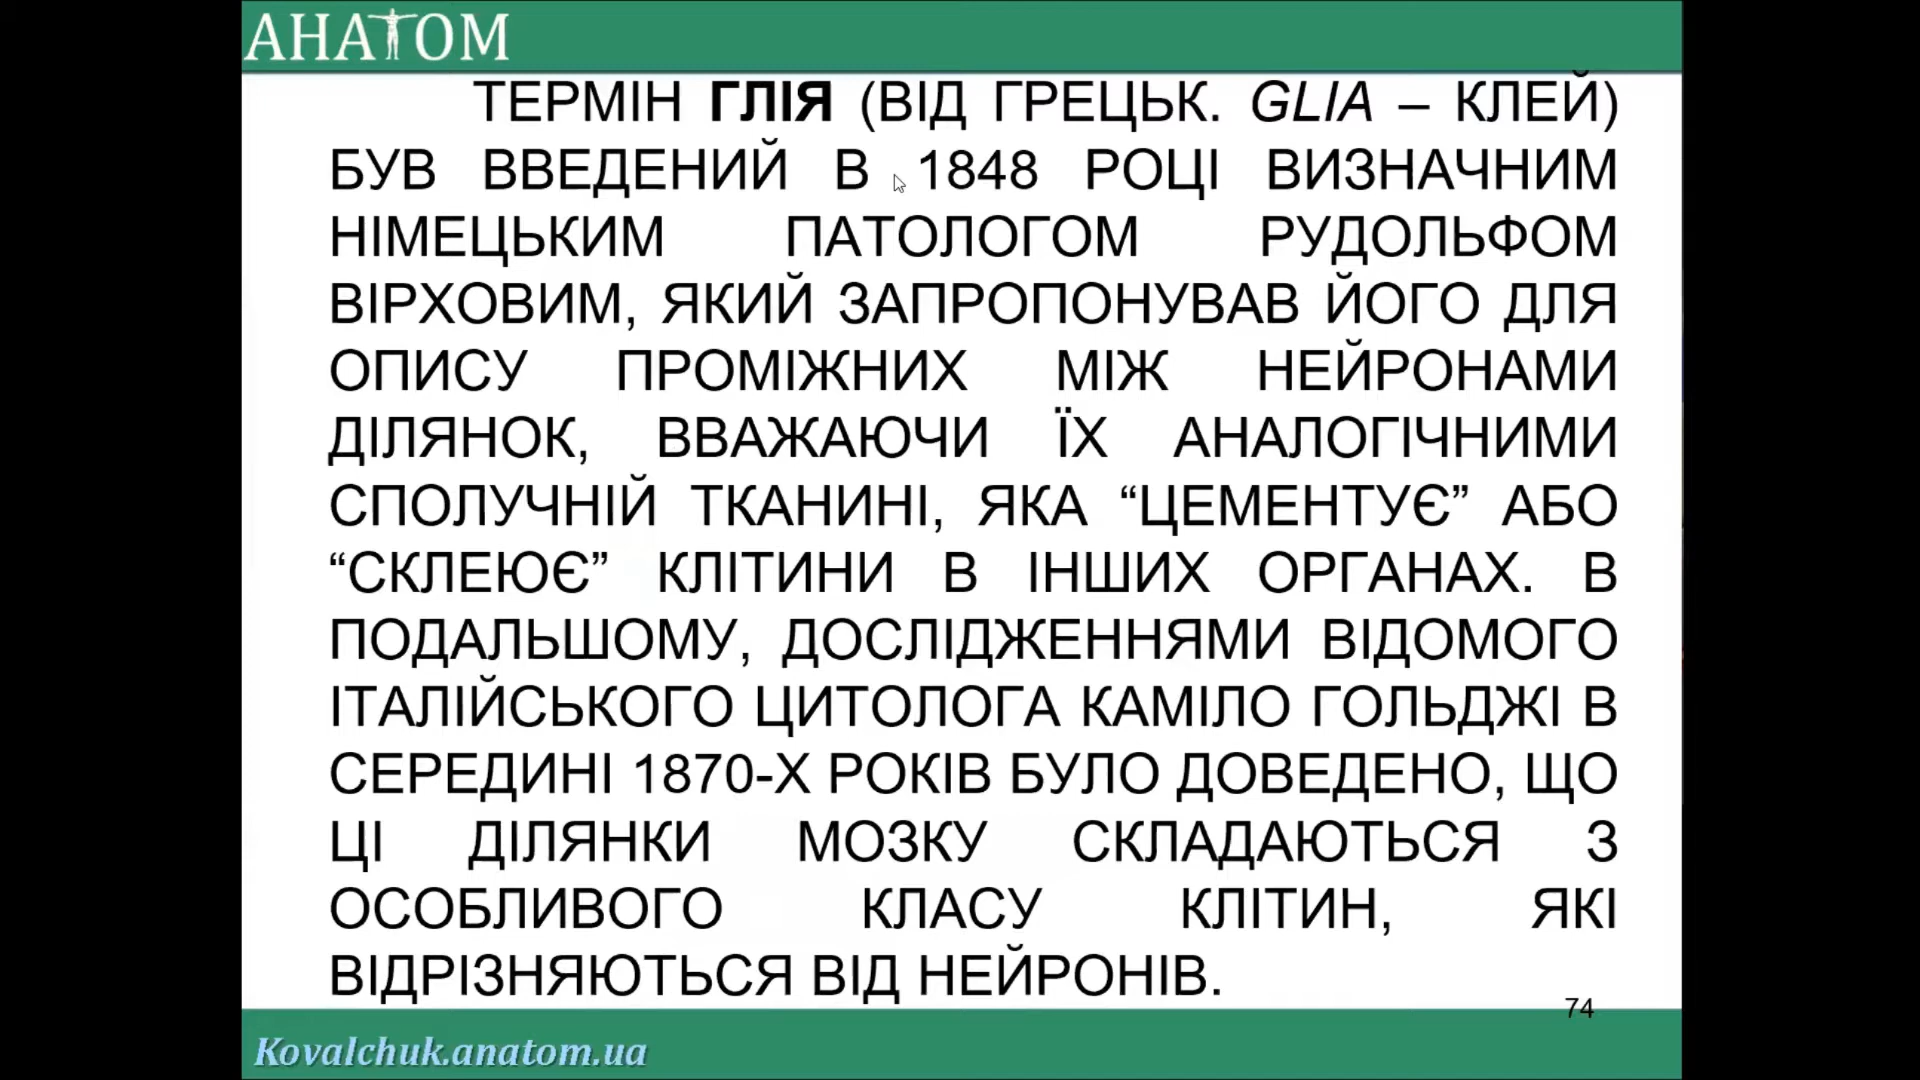 АНАТОМ
ТЕРМІН ГЛІЯ (ВІД ГРЕЦЬК. GLIA – КЛЕЙ)
БУВ ВВЕДЕНИЙ В 1848 РОЦІ ВИЗНАЧНИМ
НІМЕЦЬКИМ ПАТОЛОГОМ РУДОЛЬФОМ
ВІРХОВИМ, ЯКИЙ ЗАПРОПОНУВАВ ЙОГО ДЛЯ
ОПИСУ ПРОМІЖНИХ МІЖ НЕЙРОНАМИ
ДІЛЯНОК, ВВАЖАЮЧИ ЇХ АНАЛОГІЧНИМИ
СПОЛУЧНІЙ ТКАНИНІ, ЯКА “ЦЕМЕНТУЄ” АБО
“СКЛЕЮЄ” КЛІТИНИ В ІНШИХ ОРГАНАХ. В
ПОДАЛЬШОМУ, ДОСЛІДЖЕННЯМИ ВІДОМОГО
ІТАЛІЙСЬКОГО ЦИТОЛОГА КАМІЛО ГОЛЬДЖІ В
СЕРЕДИНІ 1870-Х РОКІВ БУЛО ДОВЕДЕНО, ЩО
ЦІ ДІЛЯНКИ МОЗКУ СКЛАДАЮТЬСЯ З
ОСОБЛИВОГО КЛАСУ КЛІТИН, ЯКІ
ВІДРІЗНЯЮТЬСЯ ВІД НЕЙРОНІВ.
74
Kovalchuk.anatom.ua